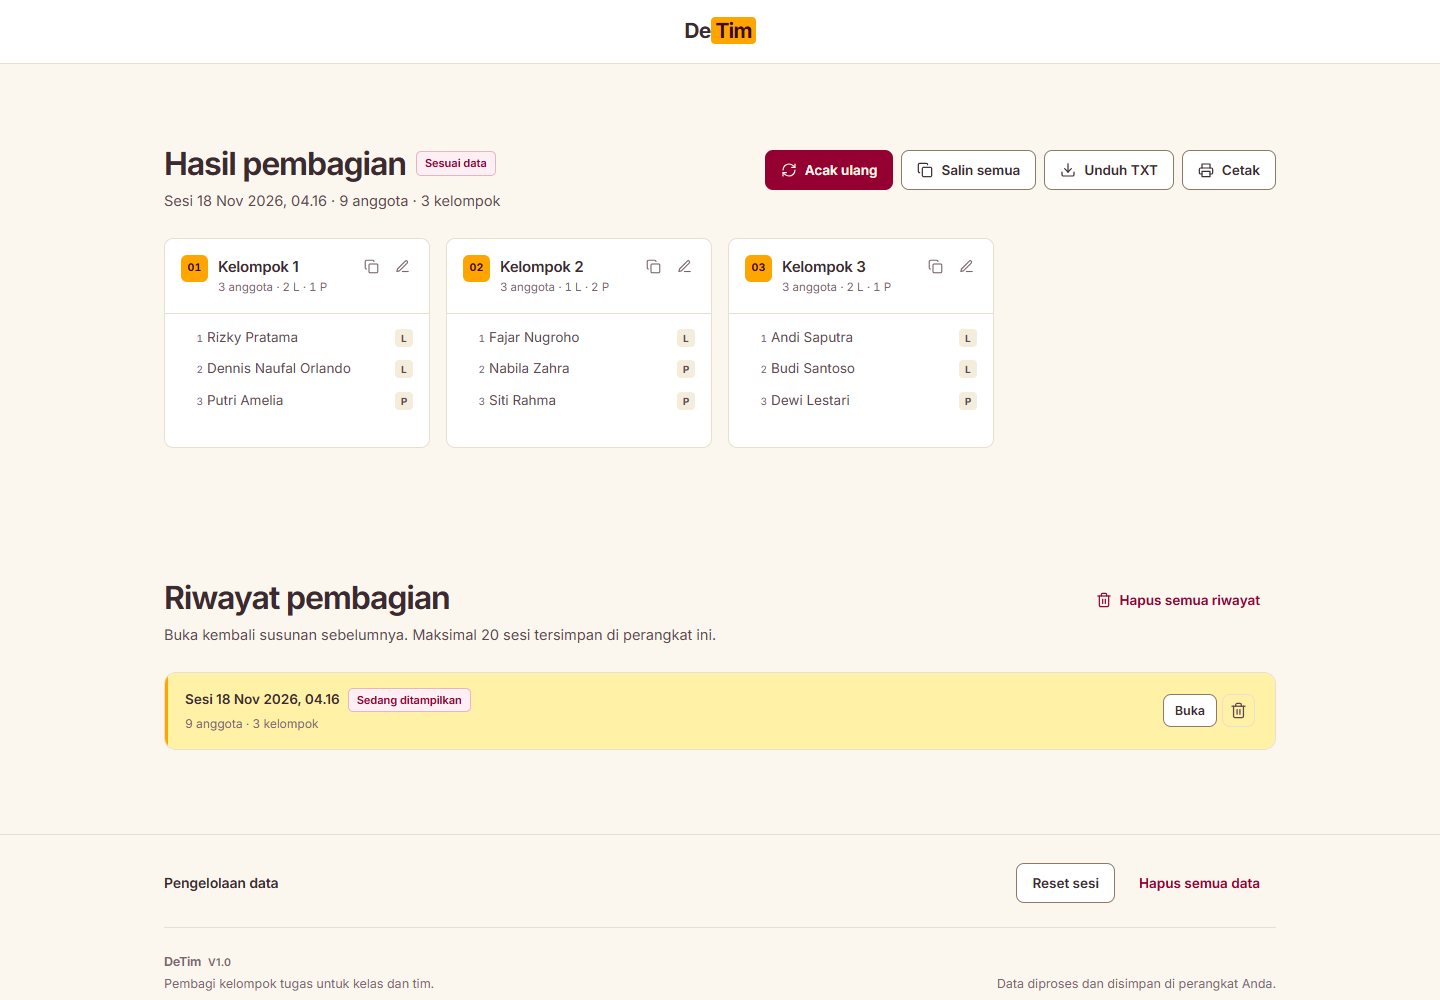 DeTim
Hasil pembagian Sesuai data
Sesi 18 Nov 2026, 04.16 · 9 anggota · 3 kelompok
Acak ulang Salin semua Unduh TXT Cetak
01 Kelompok 1
3 anggota · 2 L · 1 P
1 Rizky Pratama L
2 Dennis Naufal Orlando L
3 Putri Amelia P
02 Kelompok 2
3 anggota · 1 L · 2 P
1 Fajar Nugroho L
2 Nabila Zahra P
3 Siti Rahma P
03 Kelompok 3
3 anggota · 2 L · 1 P
1 Andi Saputra L
2 Budi Santoso L
3 Dewi Lestari P
Riwayat pembagian
Hapus semua riwayat
Buka kembali susunan sebelumnya. Maksimal 20 sesi tersimpan di perangkat ini.
Sesi 18 Nov 2026, 04.16 Sedang ditampilkan
9 anggota · 3 kelompok
Buka
Pengelolaan data
Reset sesi Hapus semua data
DeTim V1.0
Pembagi kelompok tugas untuk kelas dan tim.
Data diproses dan disimpan di perangkat Anda.